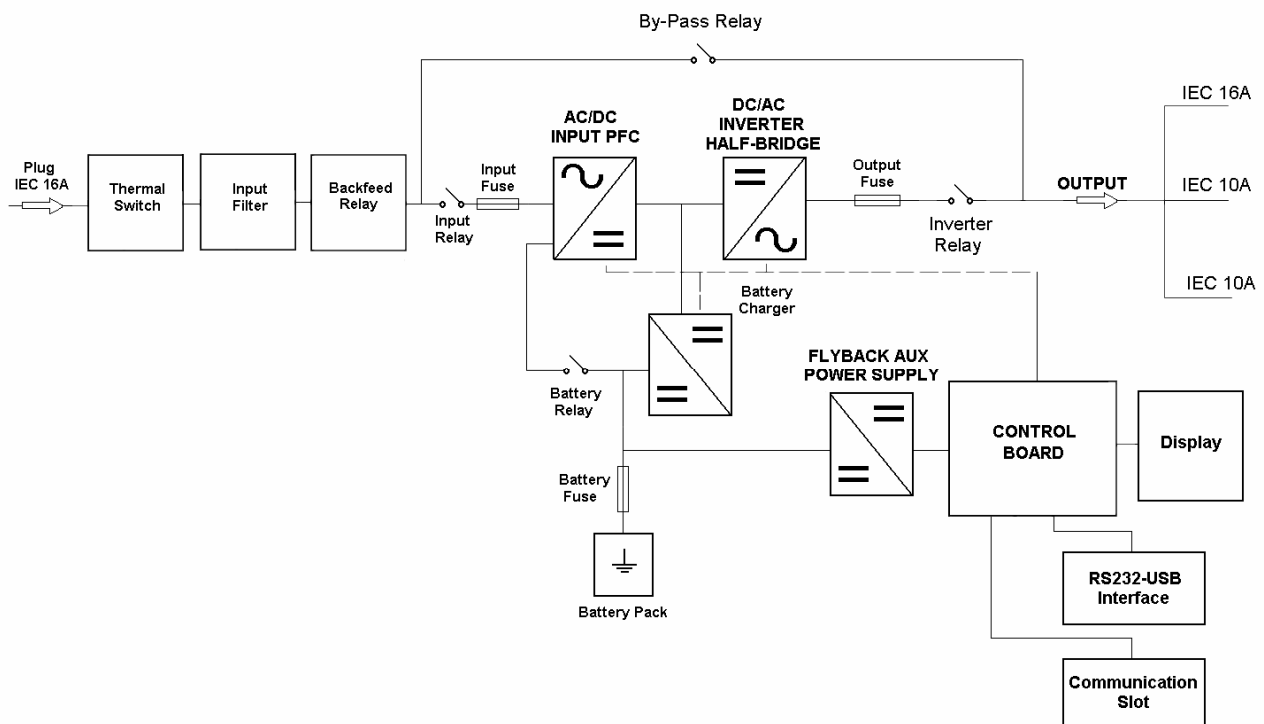 By-Pass Relay
IEC 16A
AC/DC
INPUT PFC
DC/AC
INVERTER
HALF-BRIDGE
Plug
IEC 16A
Thermal
Switch
Input
Filter
Backfeed
Relay
Input
Relay
Input
Fuse
Output
Fuse
Inverter
Relay
OUTPUT
IEC 10A
IEC 10A
Battery
Charger
Battery
Relay
FLYBACK AUX
POWER SUPPLY
CONTROL
BOARD
Display
Battery
Fuse
Battery Pack
RS232-USB
Interface
Communication
Slot